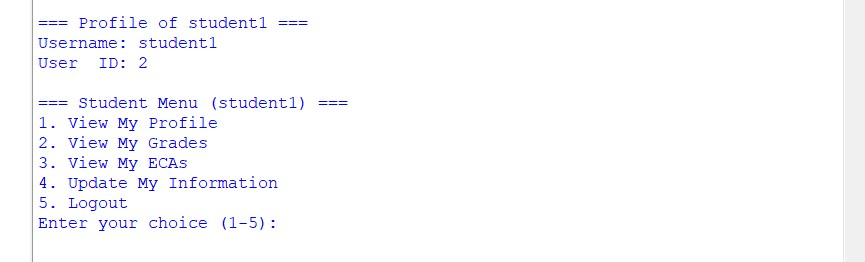 === Profile of student1 ===
Username: student1
User  ID: 2
=== Student Menu (student1) ===
1. View My Profile
2. View My Grades
3. View My ECAs
4. Update My Information
5. Logout
Enter your choice (1-5):